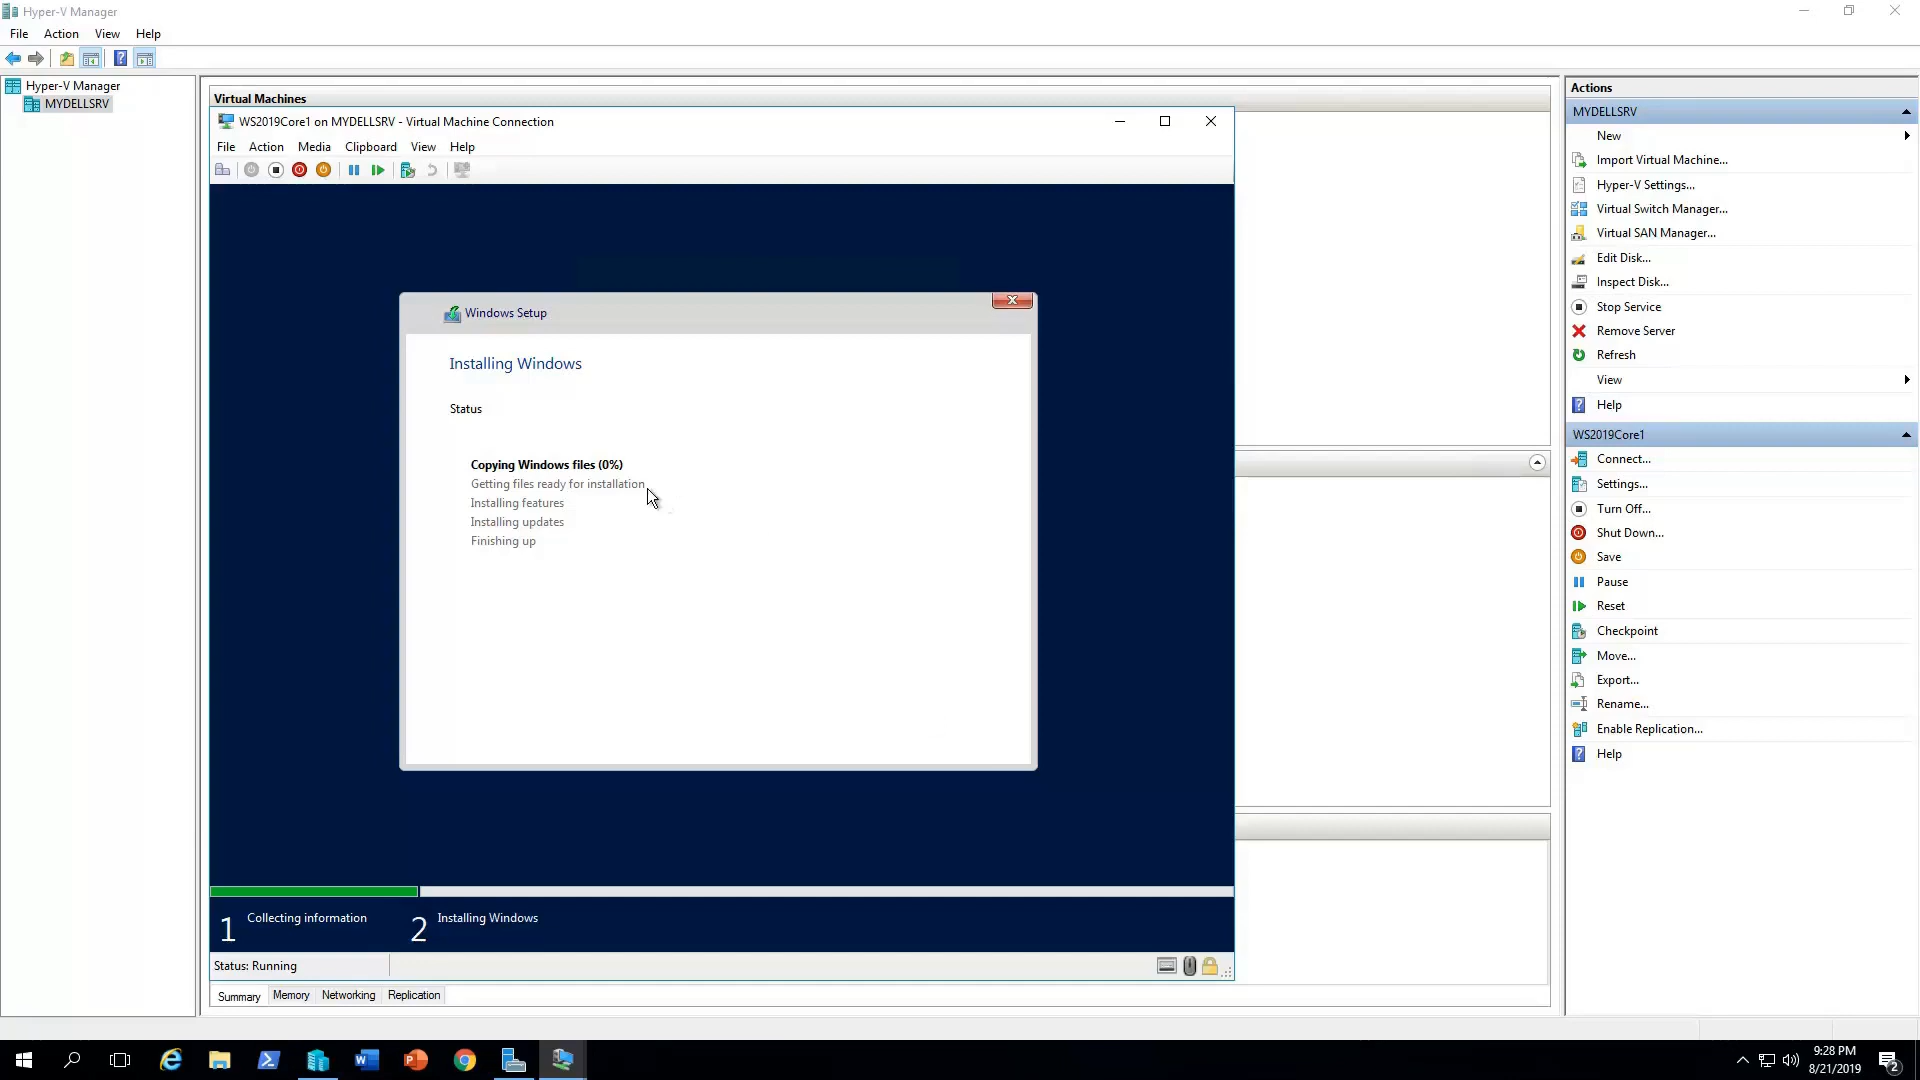 Hyper-V Manager
File Action View Help
Hyper-V Manager
MYDELLSRV
Virtual Machines
WS2019Core1 on MYDELLSRV - Virtual Machine Connection
File Action Media Clipboard View Help
Windows Setup
Installing Windows
Status
Copying Windows files (0%)
Getting files ready for installation
Installing features
Installing updates
Finishing up
1 Collecting information 2 Installing Windows
Status: Running
Summary Memory Networking Replication
Actions
MYDELLSRV
New
Import Virtual Machine...
Hyper-V Settings...
Virtual Switch Manager...
Virtual SAN Manager...
Edit Disk...
Inspect Disk...
Stop Service
Remove Server
Refresh
View
Help
WS2019Core1
Connect...
Settings...
Turn Off...
Shut Down...
Save
Pause
Reset
Checkpoint
Move...
Export...
Rename...
Enable Replication...
Help
9:28 PM
8/21/2019
2